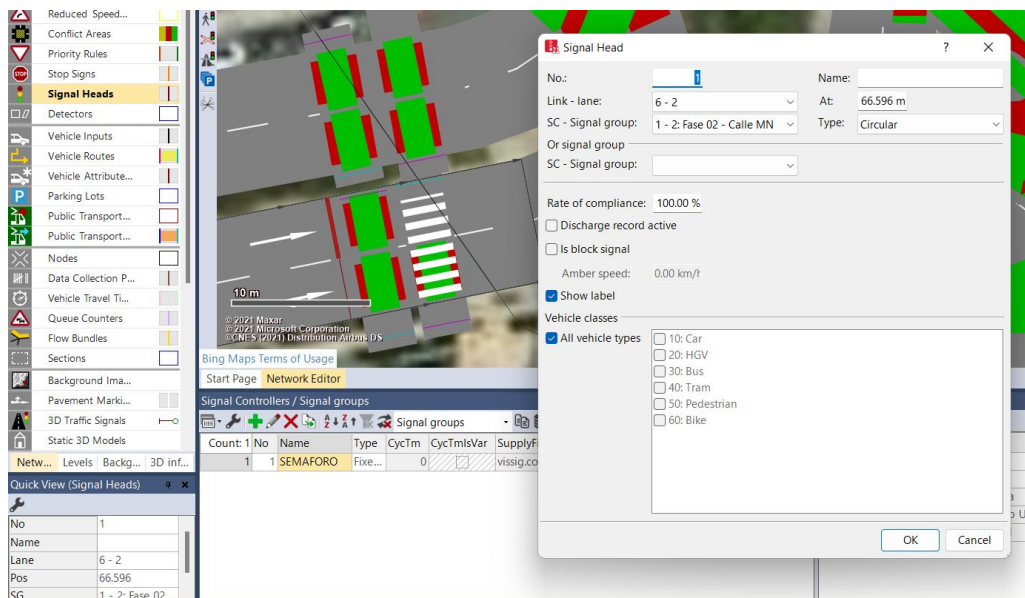 Reduced Speed...
Conflict Areas
Priority Rules
STOP Stop Signs
Signal Heads
Detectors
Vehicle Inputs
Vehicle Routes
Vehicle Attribute...
P Parking Lots
Public Transport...
Public Transport...
Nodes
Data Collection P...
Vehicle Travel Ti...
Queue Counters
Flow Bundles
Sections
Background Ima...
Pavement Marki...
3D Traffic Signals
Static 3D Models
Netw... Levels Backg... 3D inf...
Quick View (Signal Heads)
No 1
Name
Lane 6 - 2
Pos 66.596
SG 1 - 2: Fase 02
P
10 m
© 2021 Maxar
© 2021 Microsoft Corporation
©CNES (2021) Distribution Airbus DS
Bing Maps Terms of Usage
Start Page Network Editor
Signal Controllers / Signal groups
Signal groups
Count: 1 No Name Type CycTm CycTmIsVar SupplyFi
1 1 SEMAFORO Fixe... 0 vissig.co
Signal Head ? ×
No.: 1 Name:
Link - lane: 6 - 2 At: 66.596 m
SC - Signal group: 1 - 2: Fase 02 - Calle MN Type: Circular
Or signal group
SC - Signal group:
Rate of compliance: 100.00 %
Discharge record active
Is block signal
Amber speed: 0.00 km/h
Show label
Vehicle classes
All vehicle types
10: Car
20: HGV
30: Bus
40: Tram
50: Pedestrian
60: Bike
OK Cancel